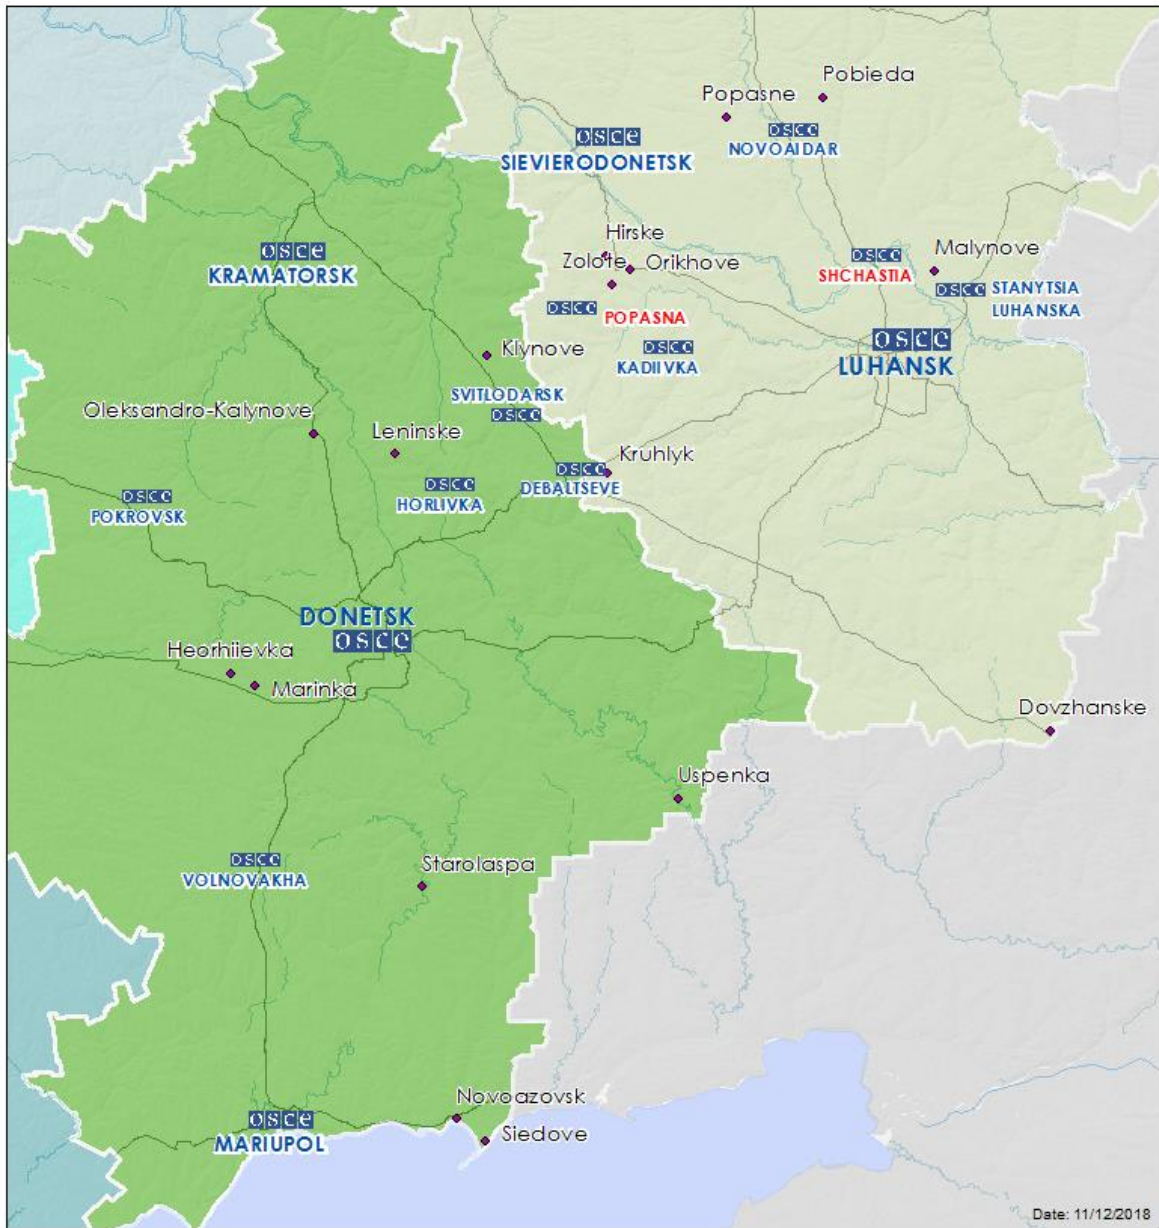 Pobieda
Popasne
osce
NOVOAIDAR
osce
SIEVIERODONETSK
Hirske
Zolote
Orikhove
osce
SHCHASTIA
Malynove
osce
STANYTSIA
LUHANSKA
osce
KRAMATORSK
osce
POPASNA
osce
KADIIVKA
osce
LUHANSK
Klynove
SVITLODARSK
osce
Oleksandro-Kalynove
Leninske
Kruhlyk
osce
DEBALTSEVE
osce
HORLIVKA
osce
POKROVSK
DONETSK
osce
Heorhiievka
Marinka
Dovzhanske
Uspenka
osce
VOLNOVAKHA
Starolaspa
Novoazovsk
osce
MARIUPOL
Siedove
Date: 11/12/2018